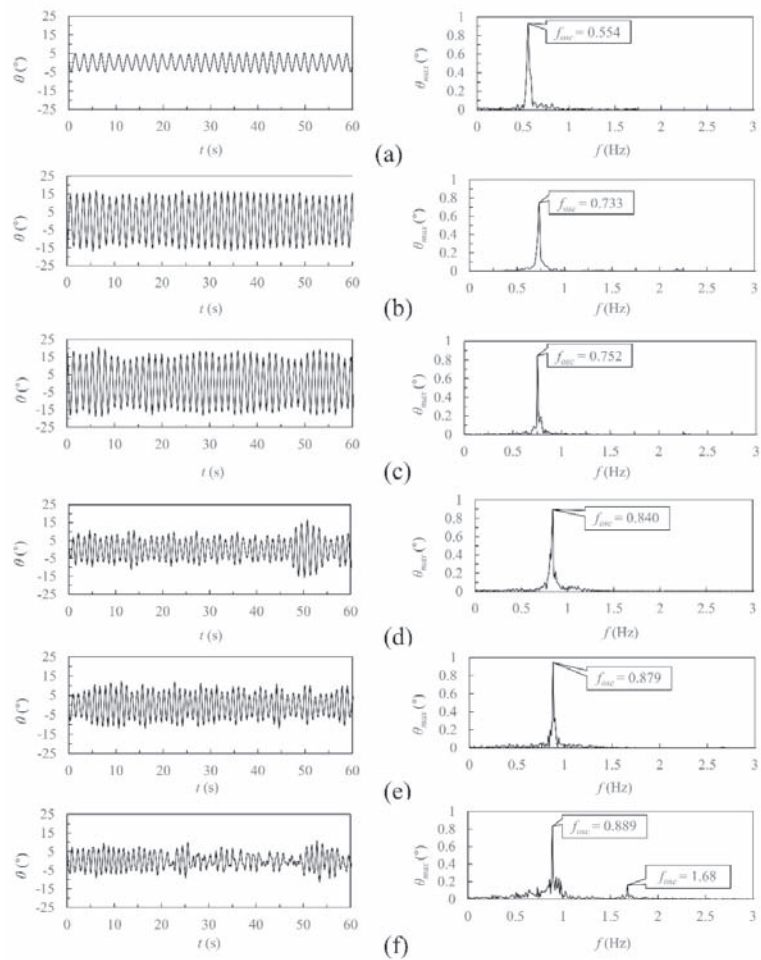 25
15
5
-5
-15
-25
θ (°)
0 10 20 30 40 50 60
t (s)
1
0.8
0.6
0.4
0.2
0
θmax (°)
fosc = 0.554
0 0.5 1 1.5 2 2.5 3
f (Hz)
(a)
25
15
5
-5
-15
-25
θ (°)
0 10 20 30 40 50 60
t (s)
1
0.8
0.6
0.4
0.2
0
θmax (°)
fosc = 0.733
0.5 1 1.5 2 2.5 3
f (Hz)
(b)
25
15
5
-5
-15
-25
θ (°)
0 10 20 30 40 50 60
t (s)
1
0.8
0.6
0.4
0.2
0
θmax (°)
fosc = 0.752
0 0.5 1 1.5 2 2.5 3
f (Hz)
(c)
25
15
5
-5
-15
-25
θ (°)
0 10 20 30 40 50 60
t (s)
1
0.8
0.6
0.4
0.2
0
θmax (°)
fosc = 0.840
0 0.5 1 1.5 2 2.5 3
f (Hz)
(d)
25
15
5
-5
-15
-25
θ (°)
0 10 20 30 40 50 60
t (s)
1
0.8
0.6
0.4
0.2
0
θmax (°)
fosc = 0.879
0 0.5 1 1.5 2 2.5 3
f (Hz)
(e)
25
15
5
-5
-15
-25
θ (°)
0 10 20 30 40 50 60
t (s)
1
0.8
0.6
0.4
0.2
0
θmax (°)
fosc = 0.889
fosc = 1.68
0 0.5 1 1.5 2 2.5 3
f (Hz)
(f)